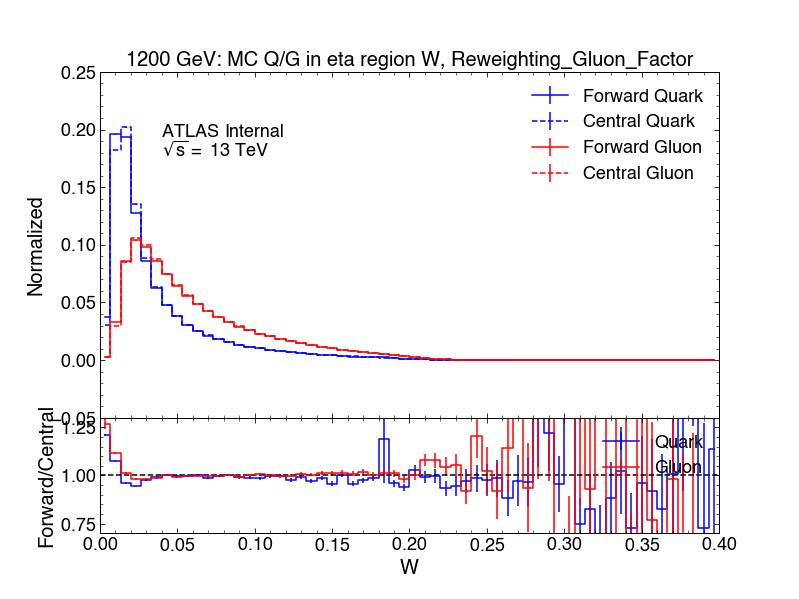 1200 GeV: MC Q/G in eta region W, Reweighting_Gluon_Factor
Normalized
0.25
0.20
0.15
0.10
0.05
0.00
0.05
ATLAS Internal
√s = 13 TeV
Forward Quark
Central Quark
Forward Gluon
Central Gluon
Forward/Central
1.25
1.00
0.75
Quark
Gluon
0.00 0.05 0.10 0.15 0.20 0.25 0.30 0.35 0.40
W